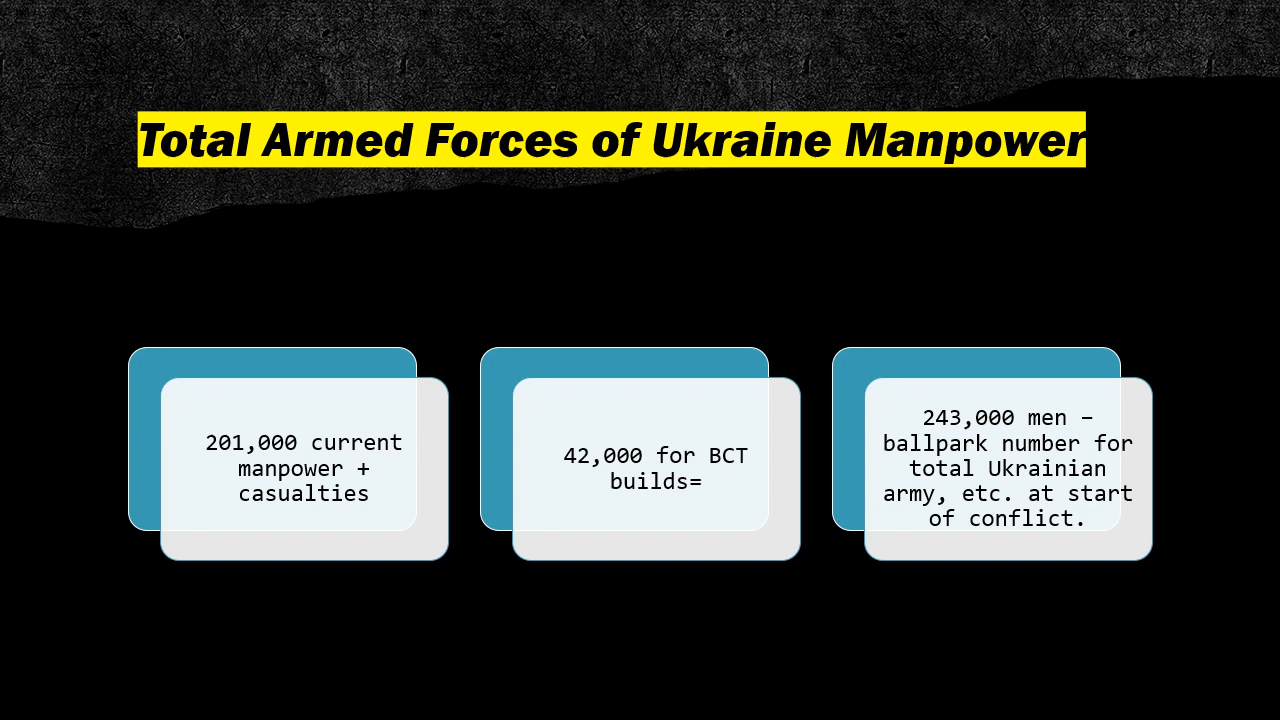 Total Armed Forces of Ukraine Manpower
201,000 current
manpower +
casualties
42,000 for BCT
builds=
243,000 men –
ballpark number for
total Ukrainian
army, etc. at start
of conflict.